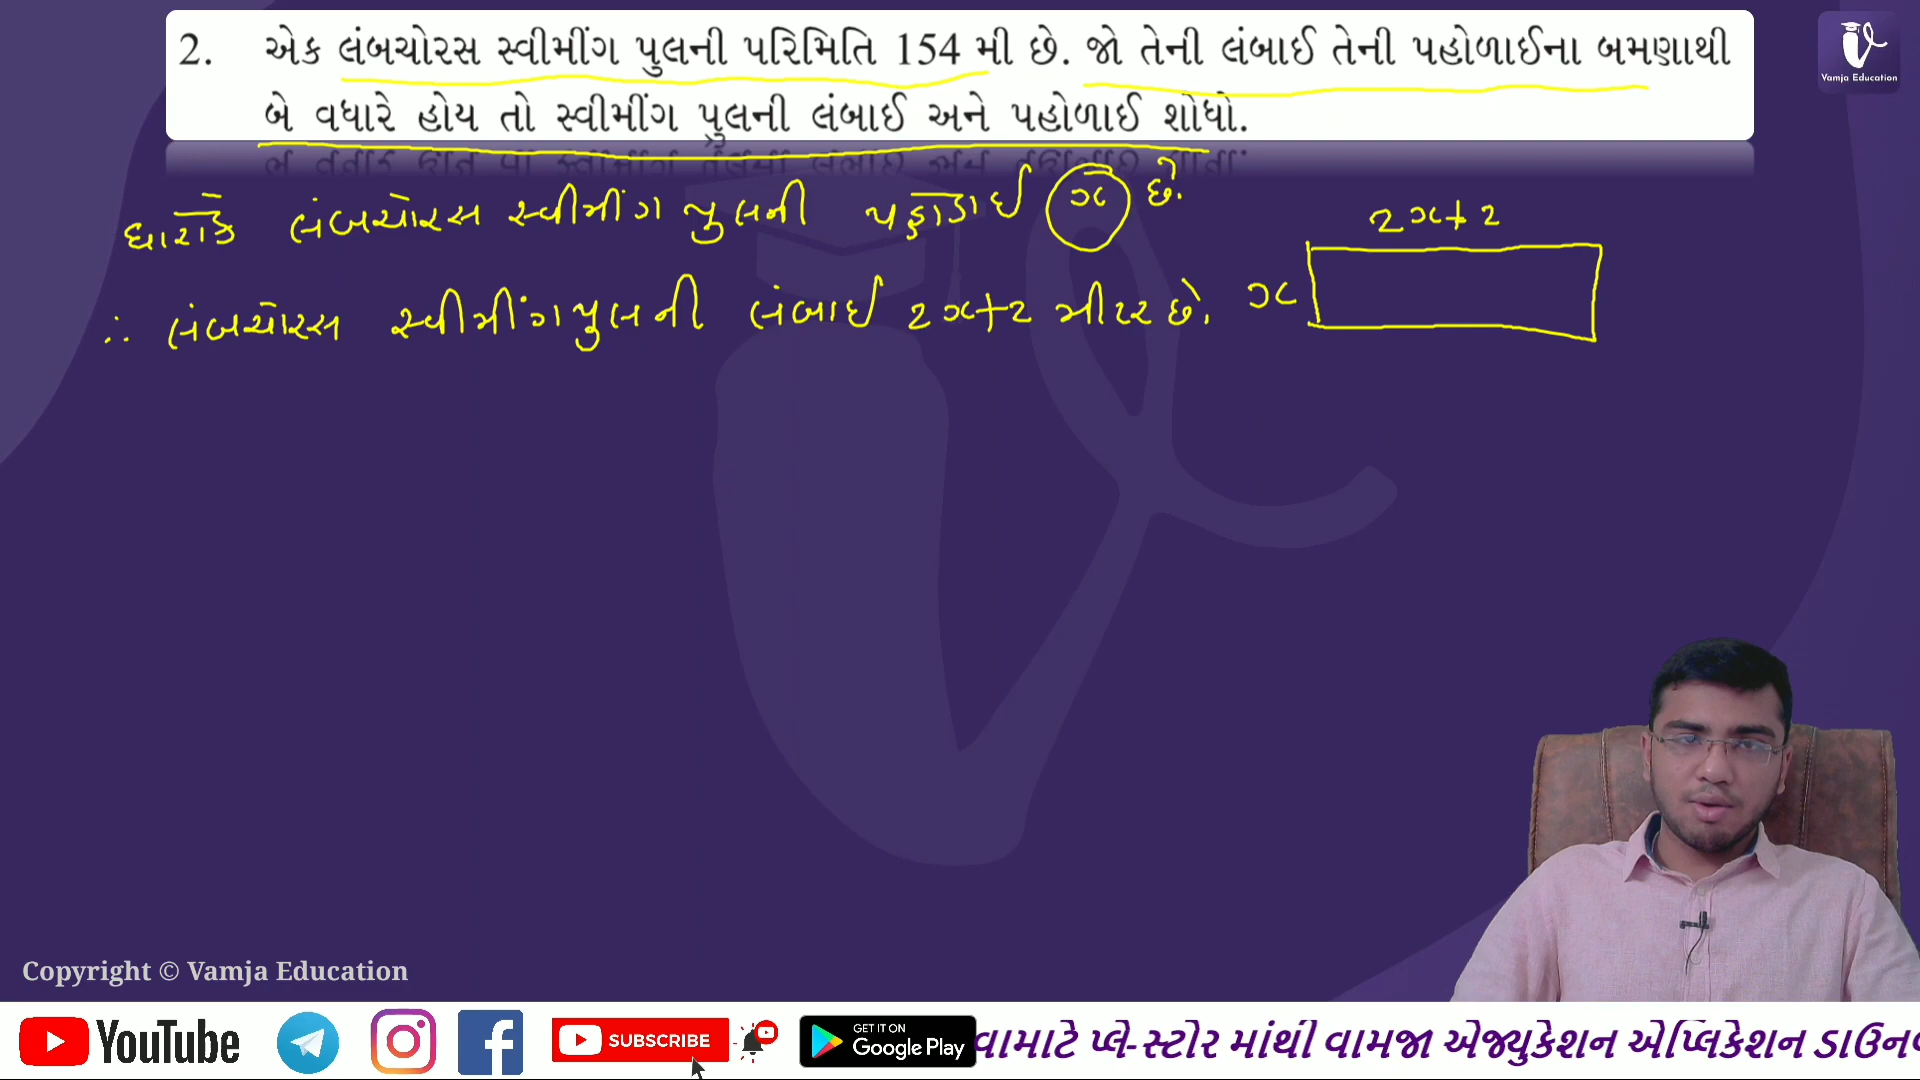 2. એક લંબચોરસ સ્વીમીંગ પુલની પરિમિતિ 154 મી છે. જો તેની લંબાઈ તેની પહોળાઈના બમણાથી
બે વધારે હોય તો સ્વીમીંગ પુલની લંબાઈ અને પહોળાઈ શોધો.
Vamja Education
ધારોકે લંબચોરસ સ્વીમીંગ પુલની પહોળાઈ x છે.
2x+2
∴ લંબચોરસ સ્વીમીંગપુલની લંબાઈ 2x+2 મીટર છે.
x
Copyright © Vamja Education
YouTube
SUBSCRIBE
GET IT ON
Google Play
વામાટે પ્લે-સ્ટોર માંથી વામજા એજ્યુકેશન એપ્લિકેશન